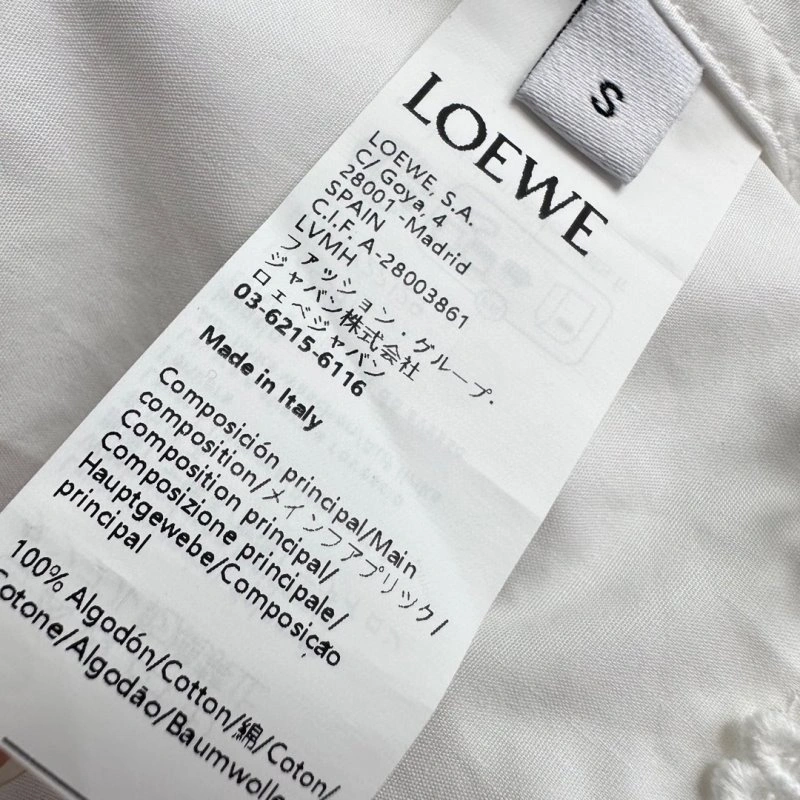 S
LOEWE
LOEWE, S.A.
C/ Goya, 4
28001 -Madrid
SPAIN
C.I.F. A-28003861
LVMH
ファッション・グループ.
ジャパン株式会社
ロエベジャパン
03-6215-6116
Made in Italy
Composición principal/Main
composition/メインファブリック/
Composition principal/
Composizione principale/
Hauptgewebe/Composicão
principal
100% Algodón/Cotton/綿/Coton/
Cotone/Algodão/Baumwolle